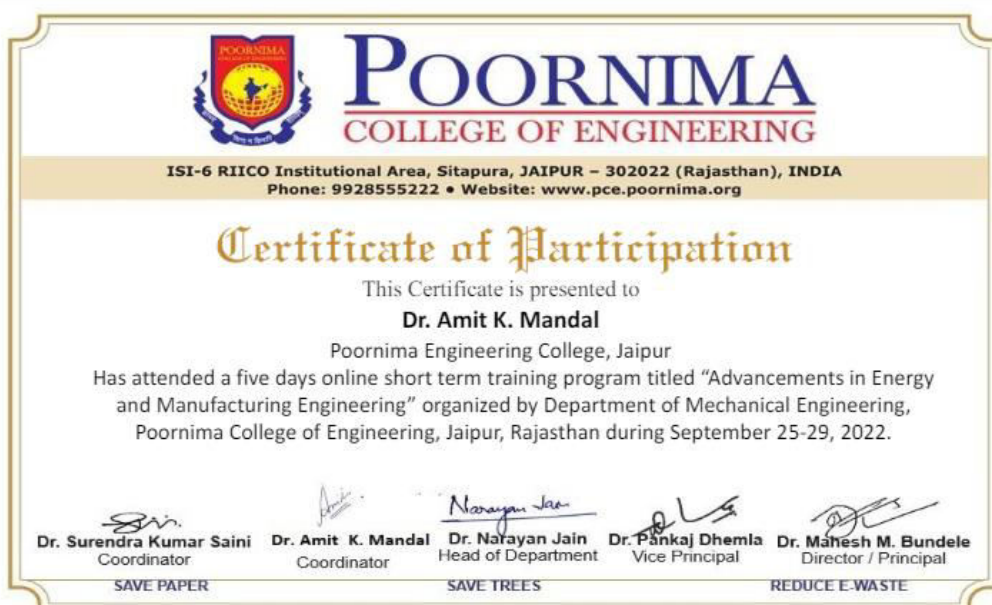 POORNIMA
COLLEGE OF ENGINEERING
POORNIMA
COLLEGE OF ENGINEERING
ISI-6 RIICO Institutional Area, Sitapura, JAIPUR – 302022 (Rajasthan), INDIA
Phone: 9928555222 • Website: www.pce.poornima.org
Certificate of Participation
This Certificate is presented to
Dr. Amit K. Mandal
Poornima Engineering College, Jaipur
Has attended a five days online short term training program titled “Advancements in Energy
and Manufacturing Engineering” organized by Department of Mechanical Engineering,
Poornima College of Engineering, Jaipur, Rajasthan during September 25-29, 2022.
Amit
Narayan Jain
Dr. Surendra Kumar Saini Dr. Amit K. Mandal Dr. Narayan Jain Dr. Pankaj Dhemla Dr. Mahesh M. Bundele
Coordinator Coordinator Head of Department Vice Principal Director / Principal
SAVE PAPER SAVE TREES REDUCE E-WASTE